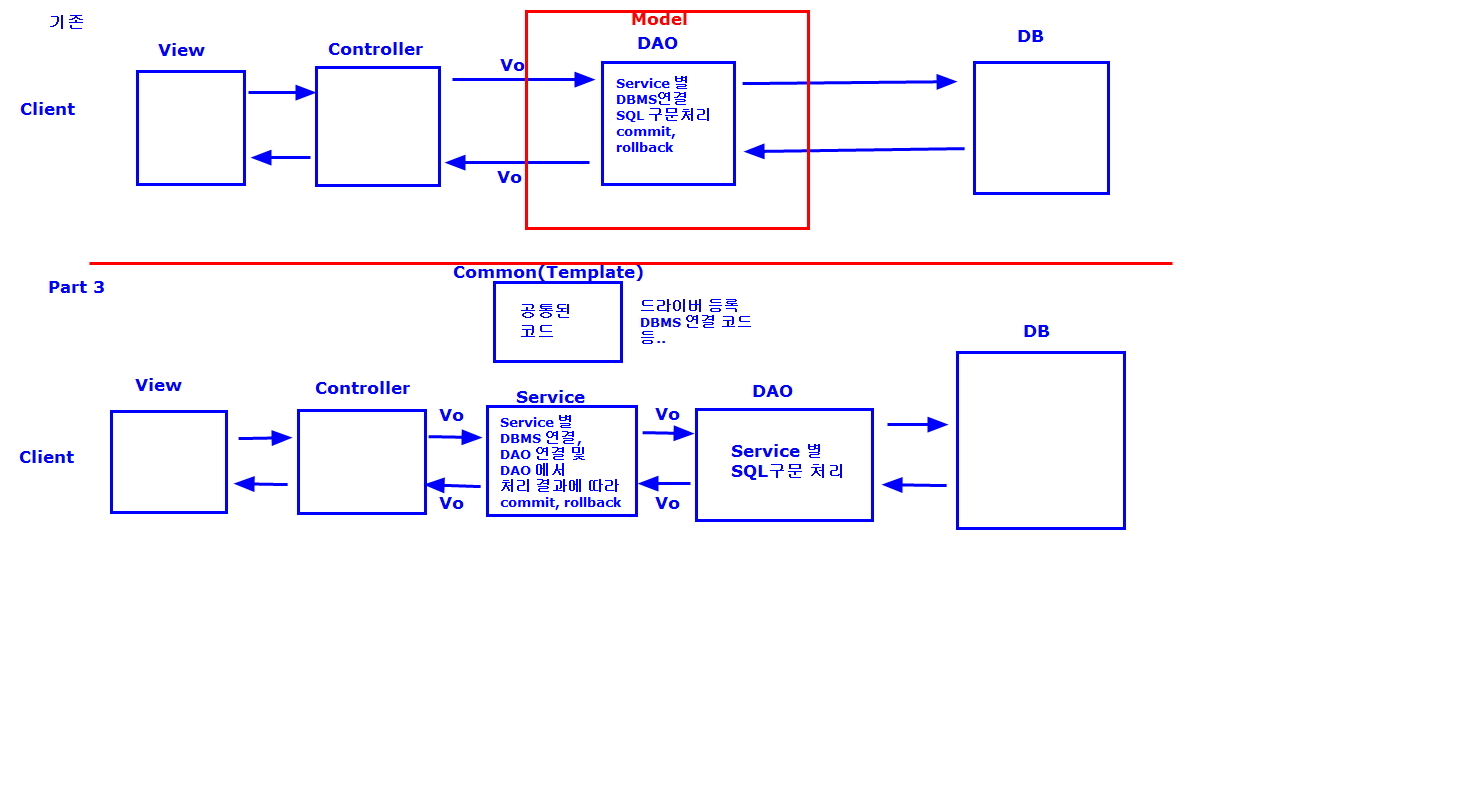 기존
Model
View
Controller
DAO
DB
Client
Vo
Service 별
DBMS연결
SQL 구문처리
commit,
rollback
Vo
Common(Template)
Part 3
공통된
코드
드라이버 등록
DBMS 연결 코드
등..
DB
View
Controller
Service
DAO
Client
Vo
Service 별
DBMS 연결,
DAO 연결 및
DAO 에서
처리 결과에 따라
commit, rollback
Vo
Vo
Service 별
SQL구문 처리
Vo